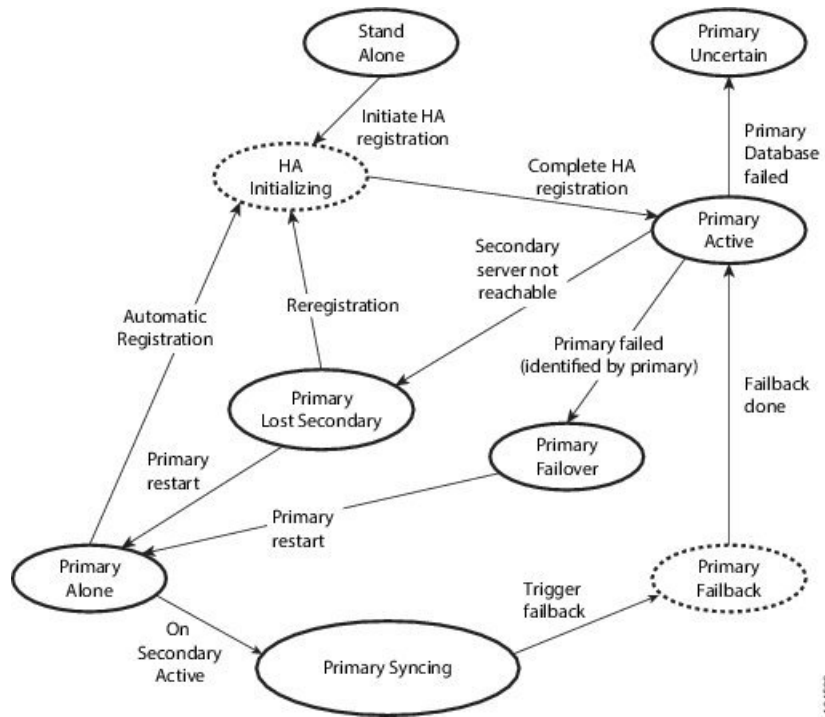 Stand
Alone
Primary
Uncertain
Initiate HA
registration
Primary
Database
failed
HA
Initializing
Complete HA
registration
Primary
Active
Secondary
server not
reachable
Reregistration
Automatic
Registration
Primary failed
(identified by primary)
Failback
done
Primary
Lost Secondary
Primary
Failover
Primary
restart
Primary
restart
Primary
Alone
Primary
Failback
Trigger
failback
On
Secondary
Active
Primary Syncing